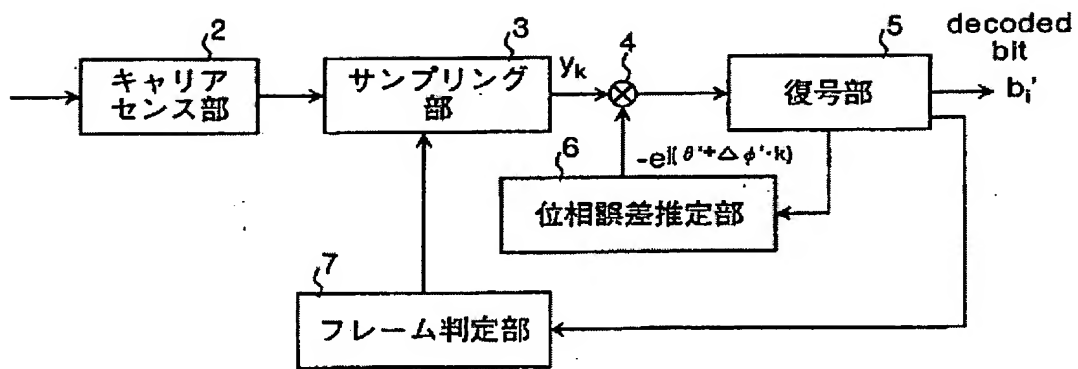 2
キャリア
センス部
3
サンプリング
部
yk
4
5
復号部
decoded
bit
bi'
6
-ej(θ'+Δφ'·k)
位相誤差推定部
7
フレーム判定部